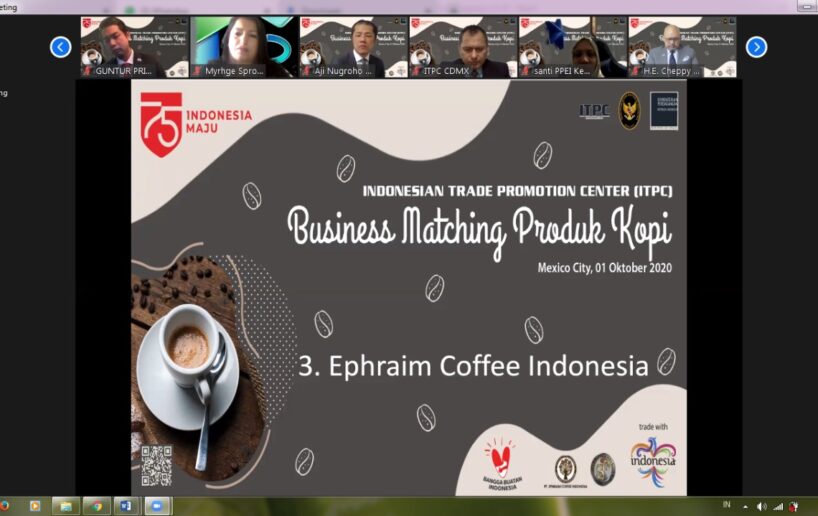 eting
GUNTUR PRI...
Myrhge Spro...
Aji Nugroho ...
ITPC CDMX
santi PPEI Ke...
H.E. Cheppy ...
ng
75
INDONESIA
MAJU
ITPC
INDONESIAN TRADE PROMOTION CENTER (ITPC)
Business Matching Produk Kopi
Mexico City, 01 Oktober 2020
3. Ephraim Coffee Indonesia
BANGGA BUATAN
INDONESIA
PT. EPHRAIM COFFEE INDONESIA
trade with
indonesia
IN